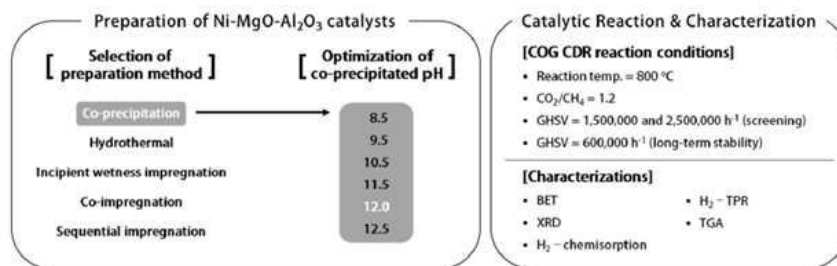 Preparation of Ni-MgO-Al₂O₃ catalysts
[ Selection of
preparation method ]
Co-precipitation
Hydrothermal
Incipient wetness impregnation
Co-impregnation
Sequential impregnation
[ Optimization of
co-precipitated pH ]
8.5
9.5
10.5
11.5
12.0
12.5
Catalytic Reaction & Characterization
[COG CDR reaction conditions]
• Reaction temp. = 800 °C
• CO₂/CH₄ = 1.2
• GHSV = 1,500,000 and 2,500,000 h⁻¹ (screening)
• GHSV = 600,000 h⁻¹ (long-term stability)
[Characterizations]
• BET
• XRD
• H₂ – chemisorption
• H₂ – TPR
• TGA